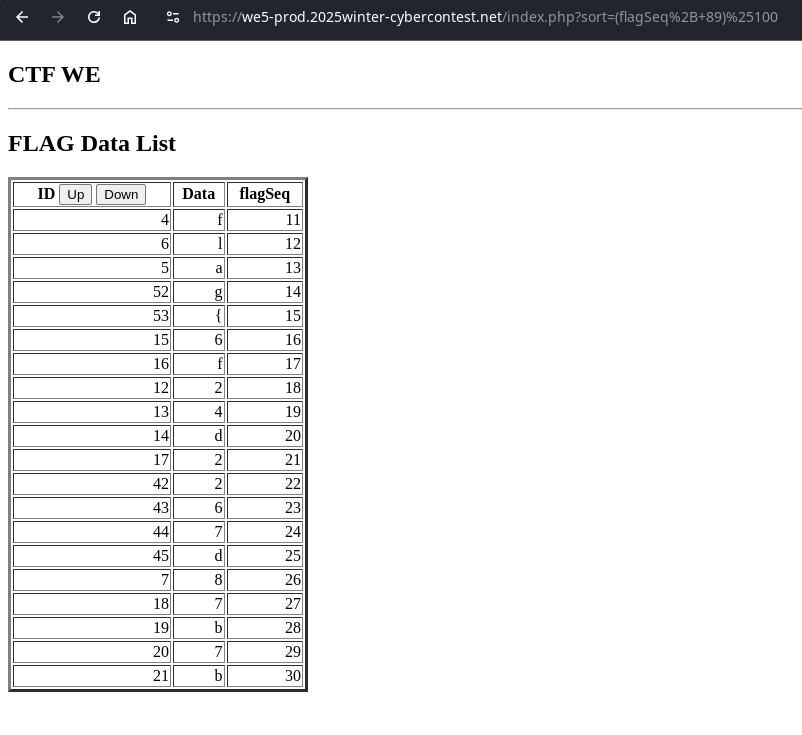 https://we5-prod.2025winter-cybercontest.net/index.php?sort=(flagSeq%2B+89)%25100
CTF WE
FLAG Data List
ID Up Down Data flagSeq
4 f 11
6 l 12
5 a 13
52 g 14
53 { 15
15 6 16
16 f 17
12 2 18
13 4 19
14 d 20
17 2 21
42 2 22
43 6 23
44 7 24
45 d 25
7 8 26
18 7 27
19 b 28
20 7 29
21 b 30